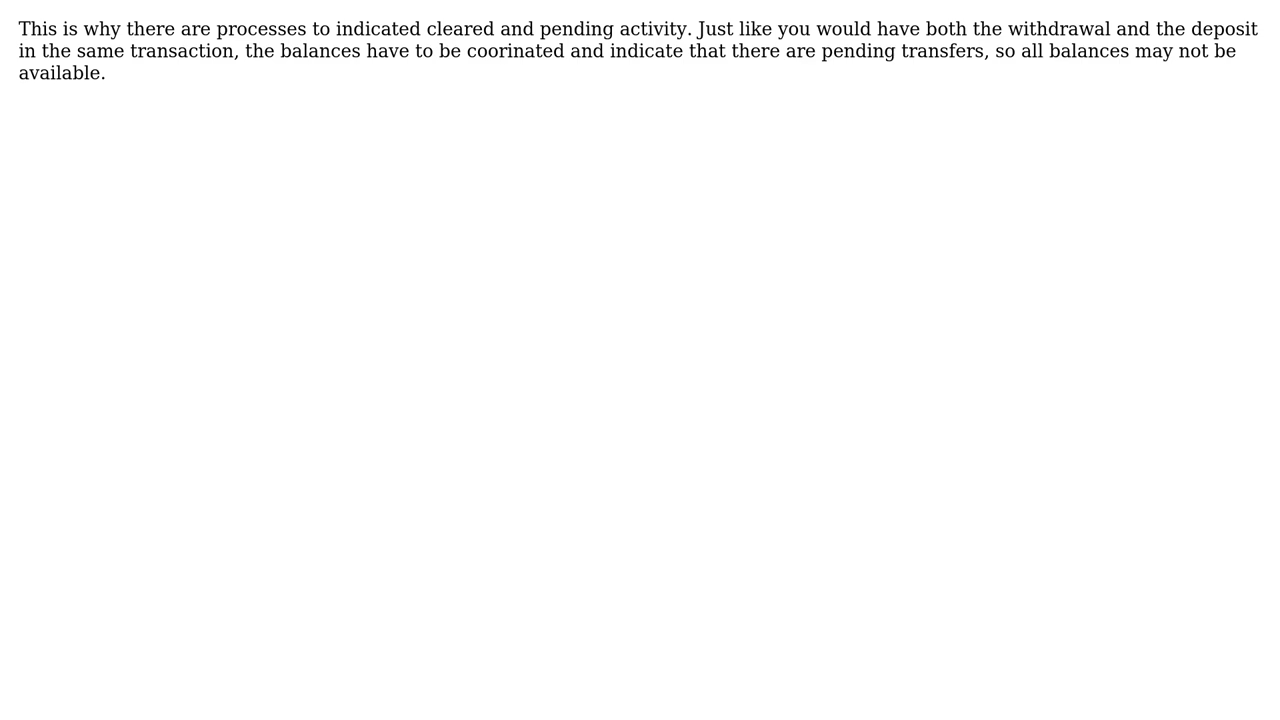 This is why there are processes to indicated cleared and pending activity. Just like you would have both the withdrawal and the deposit
in the same transaction, the balances have to be coorinated and indicate that there are pending transfers, so all balances may not be
available.